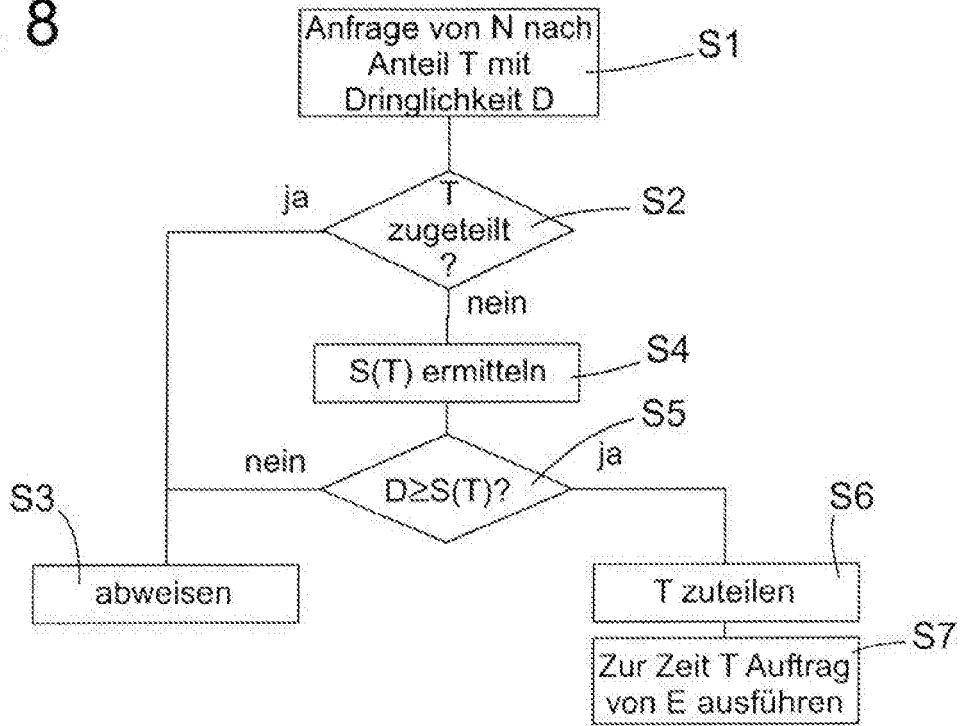 8
Anfrage von N nach
Anteil T mit
Dringlichkeit D
S1
ja
T
zugeteilt
?
S2
nein
S(T) ermitteln
S4
nein
D≥S(T)?
ja
S5
S3
abweisen
S6
T zuteilen
S7
Zur Zeit T Auftrag
von E ausführen